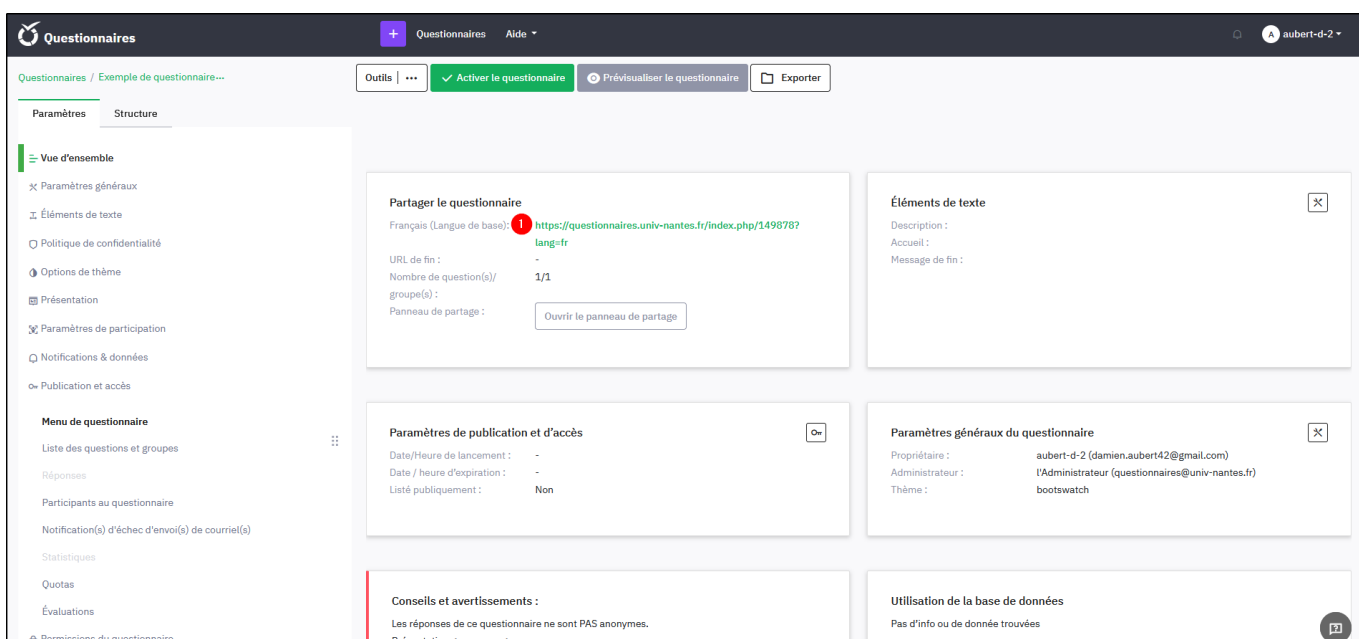 Questionnaires
+ Questionnaires Aide
A aubert-d-2
Questionnaires / Exemple de questionnaire...
Outils | ...
Activer le questionnaire
Prévisualiser le questionnaire
Exporter
Paramètres Structure
Vue d'ensemble
Paramètres généraux
Éléments de texte
Politique de confidentialité
Options de thème
Présentation
Paramètres de participation
Notifications & données
Publication et accès
Menu de questionnaire
Liste des questions et groupes
Réponses
Participants au questionnaire
Notification(s) d'échec d'envoi(s) de courriel(s)
Statistiques
Quotas
Évaluations
Permissions du questionnaire
Partager le questionnaire
Français (Langue de base): 1 https://questionnaires.univ-nantes.fr/index.php/149878?
lang=fr
URL de fin : -
Nombre de question(s)/ 1/1
groupe(s) :
Panneau de partage : Ouvrir le panneau de partage
Éléments de texte
Description :
Accueil :
Message de fin :
Paramètres de publication et d'accès
Date/Heure de lancement : -
Date / heure d'expiration : -
Listé publiquement : Non
Paramètres généraux du questionnaire
Propriétaire : aubert-d-2 (damien.aubert42@gmail.com)
Administrateur : l'Administrateur (questionnaires@univ-nantes.fr)
Thème : bootswatch
Conseils et avertissements :
Les réponses de ce questionnaire ne sont PAS anonymes.
Utilisation de la base de données
Pas d'info ou de donnée trouvées